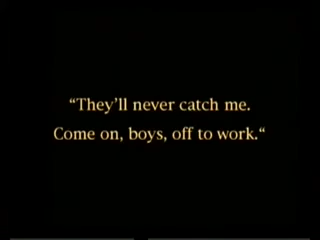 “They’ll never catch me.
Come on, boys, off to work.“